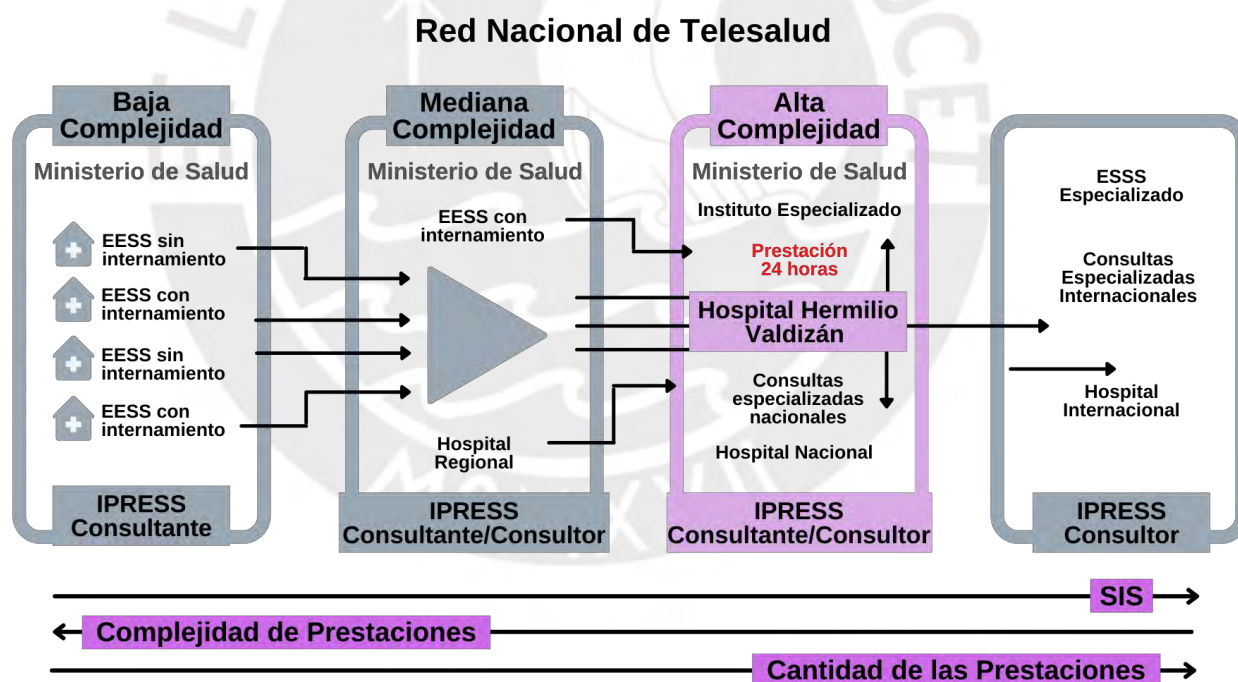 Red Nacional de Telesalud
Baja
Complejidad
Ministerio de Salud
EESS sin
internamiento
EESS con
internamiento
EESS sin
internamiento
EESS con
internamiento
IPRESS
Consultante
Mediana
Complejidad
Ministerio de Salud
EESS con
internamiento
Hospital
Regional
IPRESS
Consultante/Consultor
Alta
Complejidad
Ministerio de Salud
Instituto Especializado
Prestación
24 horas
Hospital Hermilio
Valdizán
Consultas
especializadas
nacionales
Hospital Nacional
IPRESS
Consultante/Consultor
ESSS
Especializado
Consultas
Especializadas
Internacionales
Hospital
Internacional
IPRESS
Consultor
SIS
Complejidad de Prestaciones
Cantidad de las Prestaciones